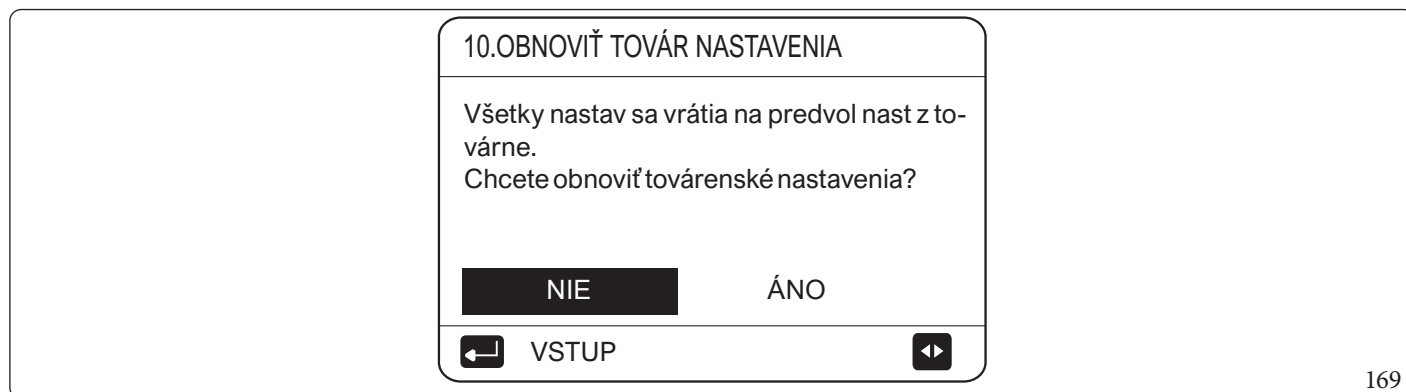 10.OBNOVIŤ TOVÁR NASTAVENIA
Všetky nastav sa vrátia na predvol nast z to-
várne.
Chcete obnoviť továrenské nastavenia?
NIE ÁNO
VSTUP
169